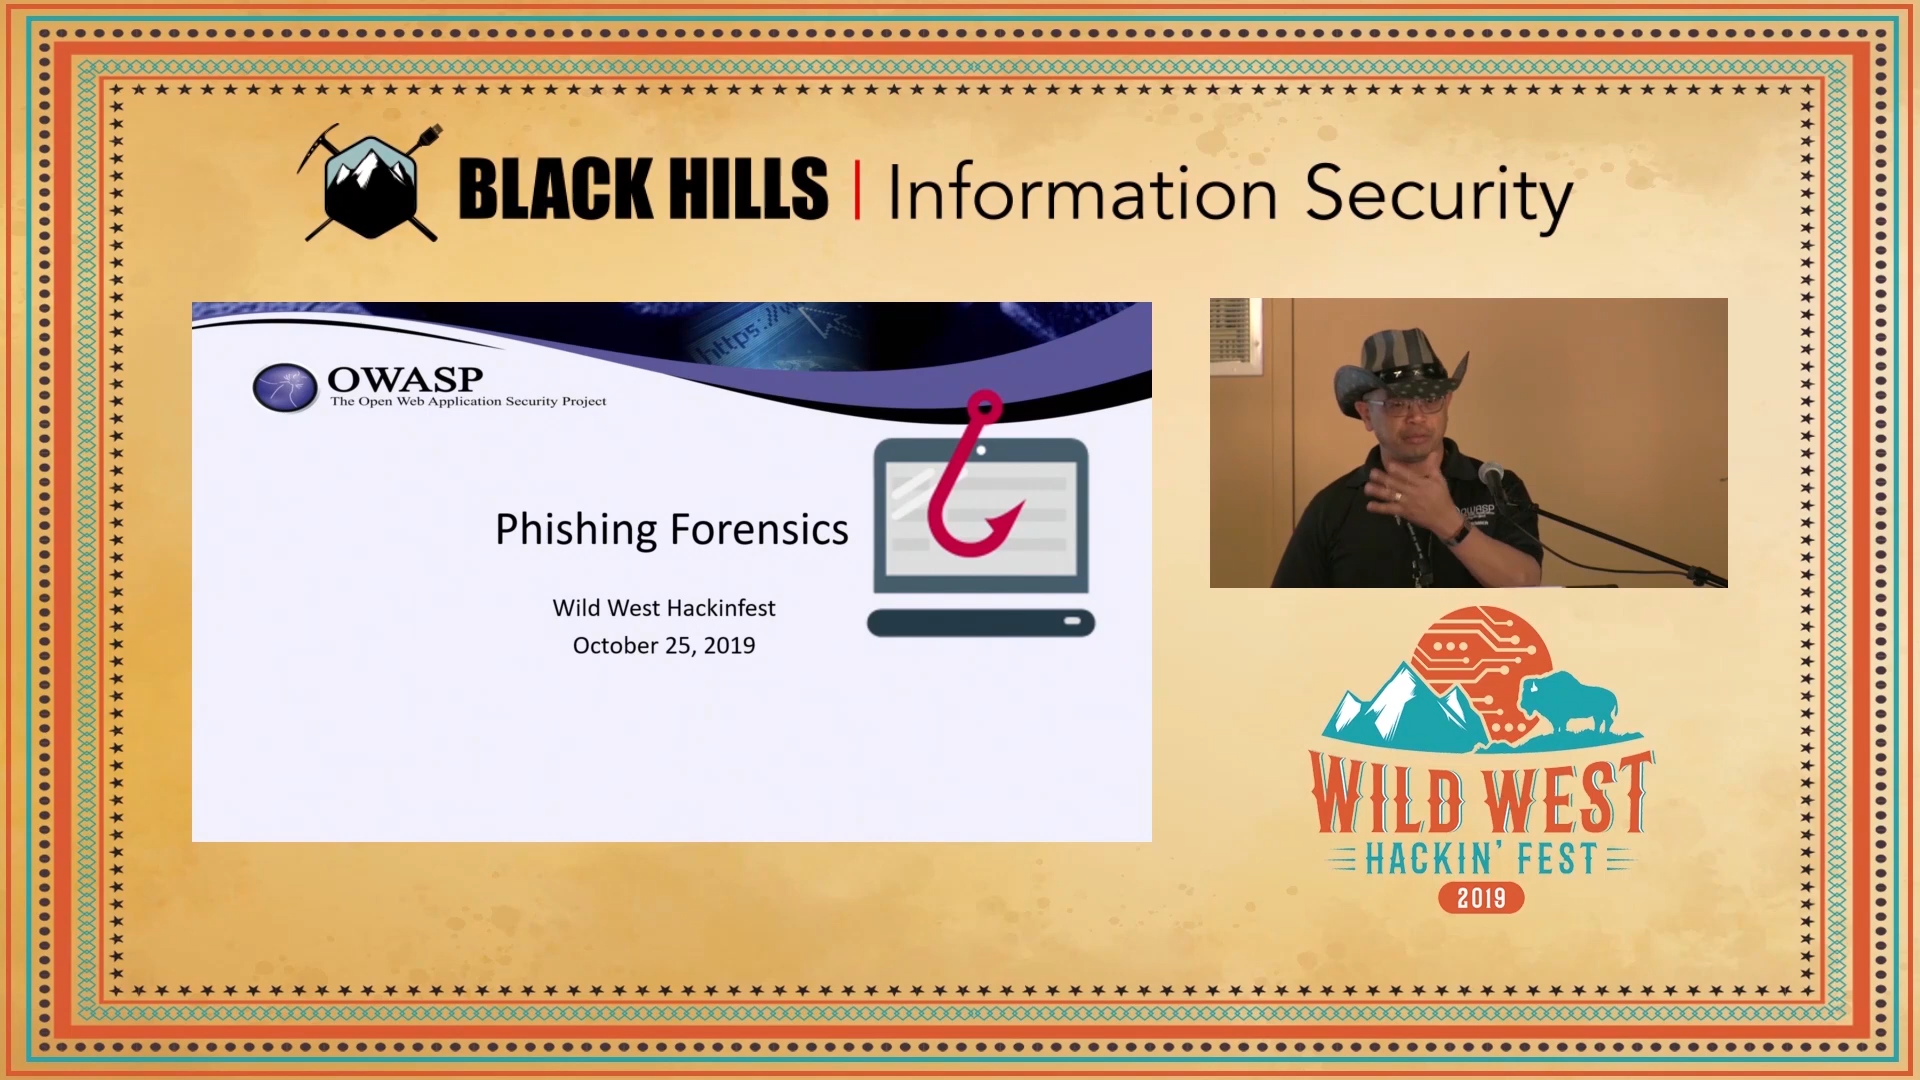 BLACK HILLS | Information Security
https://w
OWASP
The Open Web Application Security Project
Phishing Forensics
Wild West Hackinfest
October 25, 2019
OWASP
WILD WEST
HACKIN' FEST
2019